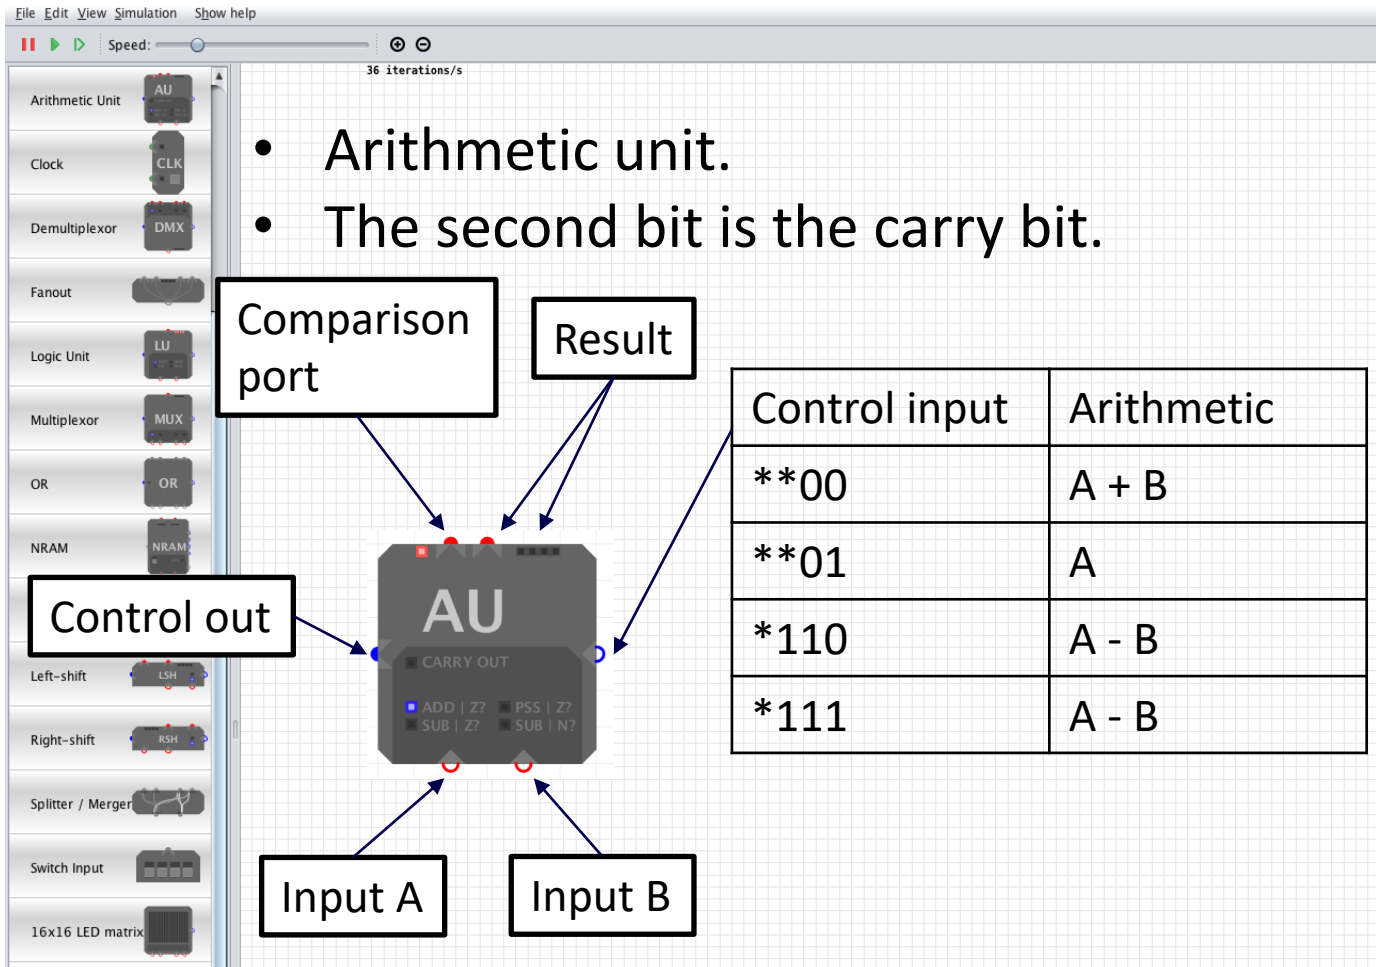 File Edit View Simulation Show help
Speed:
36 iterations/s
Arithmetic Unit
AU
Clock
CLK
Demultiplexor
DMX
Fanout
Logic Unit
LU
Multiplexor
MUX
OR
OR
NRAM
NRAM
Left-shift
LSH
Right-shift
RSH
Splitter / Merger
Switch Input
16x16 LED matrix
• Arithmetic unit.
• The second bit is the carry bit.
Comparison
port
Result
Control out
AU
CARRY OUT
ADD | Z? PSS | Z?
SUB | Z? SUB | N?
Input A
Input B
Control input Arithmetic
**00 A + B
**01 A
*110 A - B
*111 A - B